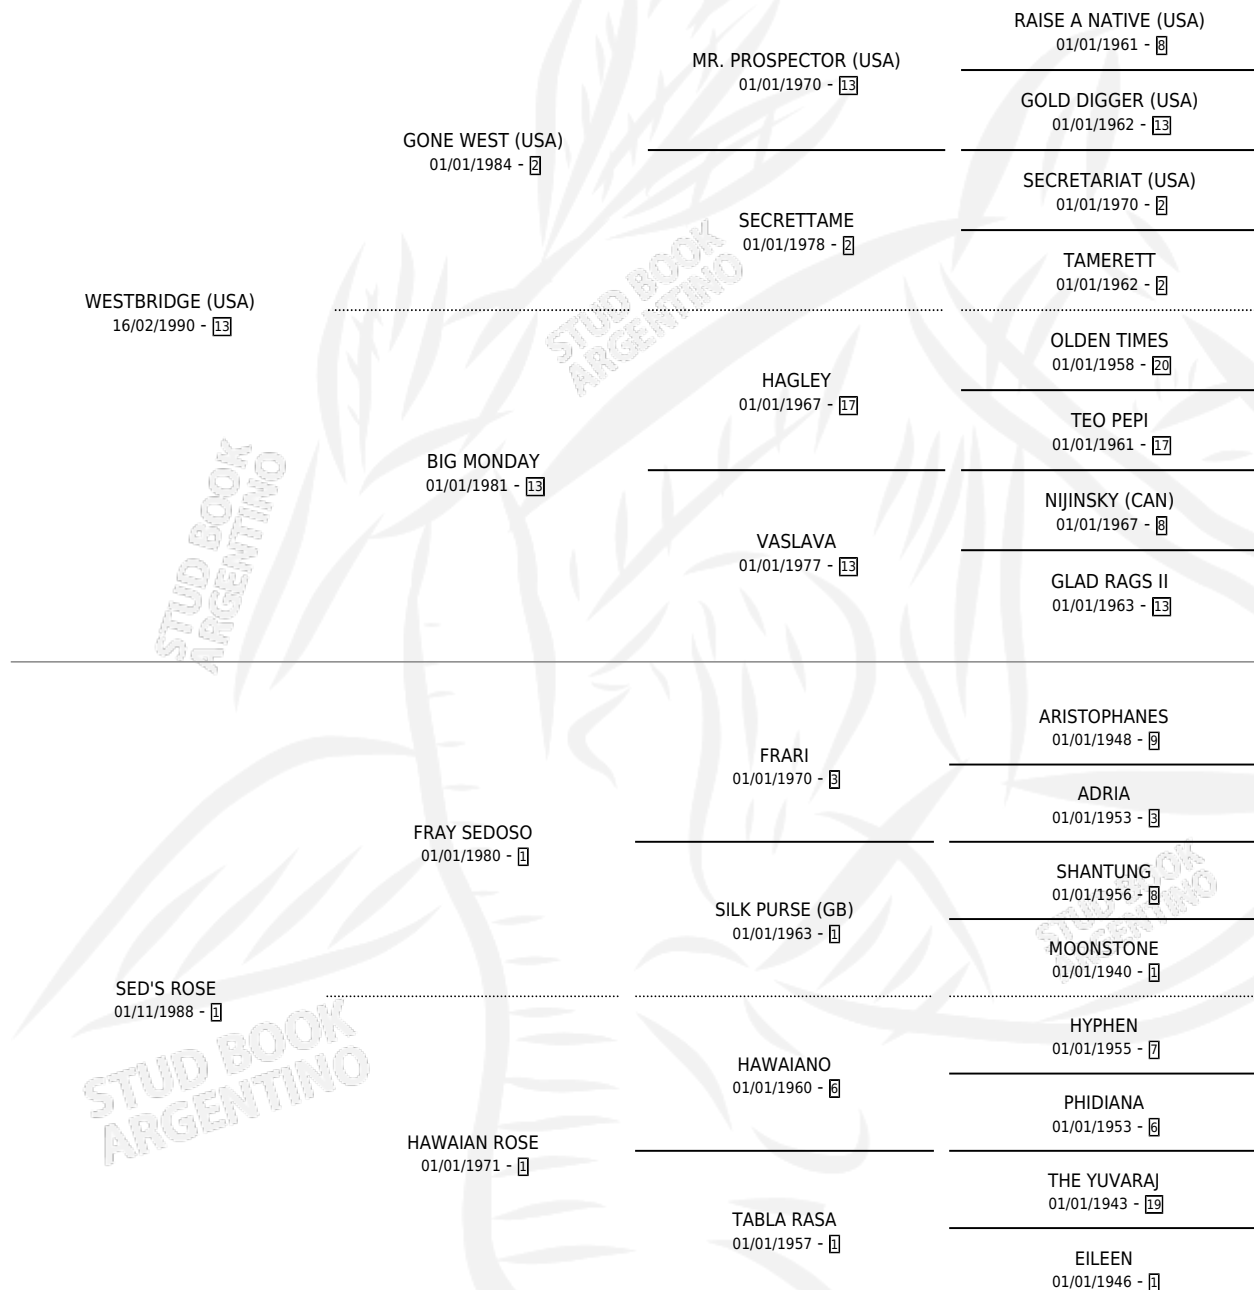 RAISE A NATIVE (USA)
01/01/1961 - 8
MR. PROSPECTOR (USA)
01/01/1970 - 13
GOLD DIGGER (USA)
01/01/1962 - 13
GONE WEST (USA)
01/01/1984 - 2
SECRETARIAT (USA)
01/01/1970 - 2
SECRETTAME
01/01/1978 - 2
TAMERETT
01/01/1962 - 2
WESTBRIDGE (USA)
16/02/1990 - 13
OLDEN TIMES
01/01/1958 - 20
HAGLEY
01/01/1967 - 17
TEO PEPI
01/01/1961 - 17
BIG MONDAY
01/01/1981 - 13
NIJINSKY (CAN)
01/01/1967 - 8
VASLAVA
01/01/1977 - 13
GLAD RAGS II
01/01/1963 - 13
ARISTOPHANES
01/01/1948 - 9
FRARI
01/01/1970 - 3
ADRIA
01/01/1953 - 3
FRAY SEDOSO
01/01/1980 - 1
SHANTUNG
01/01/1956 - 8
SILK PURSE (GB)
01/01/1963 - 1
MOONSTONE
01/01/1940 - 1
SED'S ROSE
01/11/1988 - 1
HYPHEN
01/01/1955 - 7
HAWAIANO
01/01/1960 - 6
PHIDIANA
01/01/1953 - 6
HAWAIAN ROSE
01/01/1971 - 1
THE YUVARAJ
01/01/1943 - 19
TABLA RASA
01/01/1957 - 1
EILEEN
01/01/1946 - 1
STUD BOOK
ARGENTINO
STUD BOOK
ARGENTINO
STUD BOOK
ARGENTINO
STUD BOOK
ARGENTINO